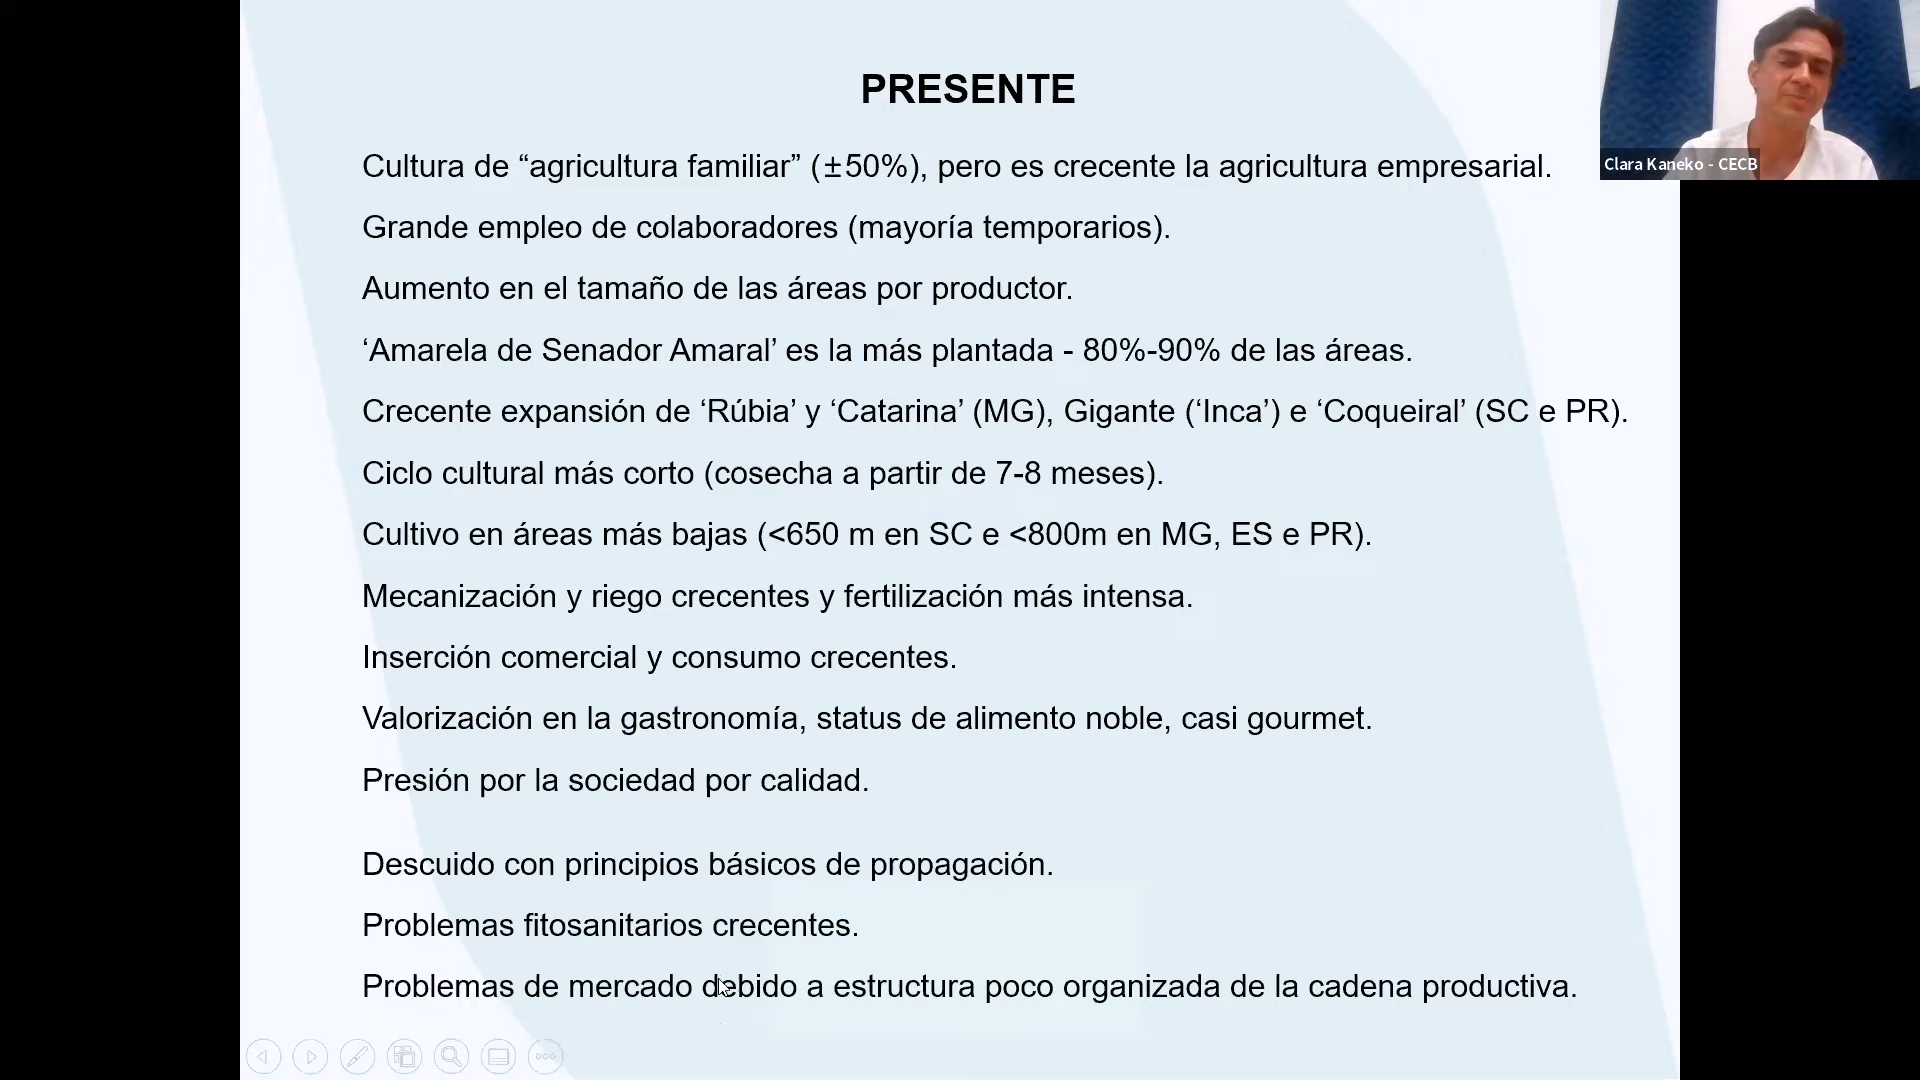 PRESENTE
Clara Kaneko - CECB
Cultura de “agricultura familiar” (±50%), pero es crecente la agricultura empresarial.
Grande empleo de colaboradores (mayoría temporarios).
Aumento en el tamaño de las áreas por productor.
‘Amarela de Senador Amaral’ es la más plantada - 80%-90% de las áreas.
Crecente expansión de ‘Rúbia’ y ‘Catarina’ (MG), Gigante (‘Inca’) e ‘Coqueiral’ (SC e PR).
Ciclo cultural más corto (cosecha a partir de 7-8 meses).
Cultivo en áreas más bajas (<650 m en SC e <800m en MG, ES e PR).
Mecanización y riego crecentes y fertilización más intensa.
Inserción comercial y consumo crecentes.
Valorización en la gastronomía, status de alimento noble, casi gourmet.
Presión por la sociedad por calidad.
Descuido con principios básicos de propagación.
Problemas fitosanitarios crecentes.
Problemas de mercado debido a estructura poco organizada de la cadena productiva.